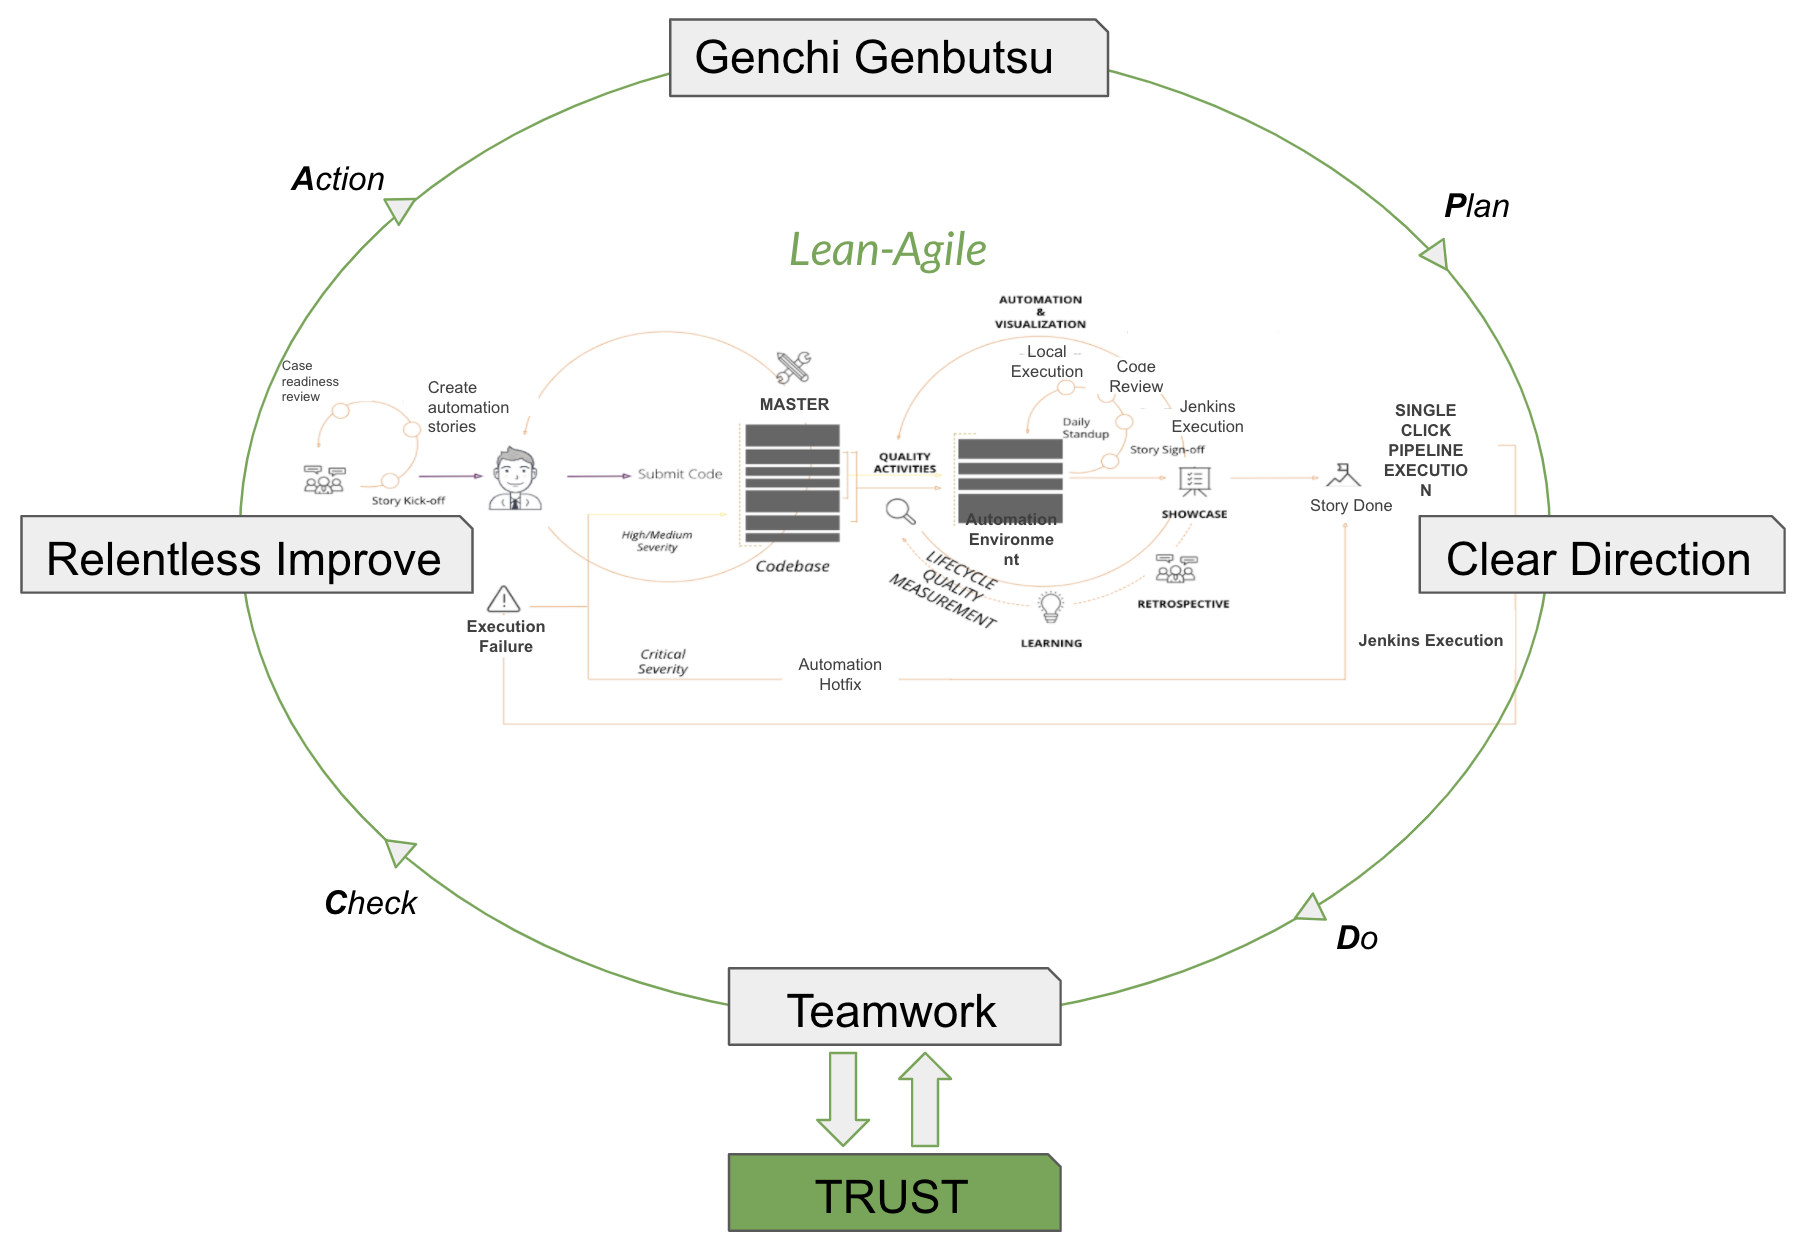 Genchi Genbutsu
Action
Plan
Lean-Agile
AUTOMATION
&
VISUALIZATION
Local
Execution
Code
Review
Case
readiness
review
Create
automation
stories
MASTER
Jenkins
Execution
SINGLE
CLICK
PIPELINE
EXECUTIO
N
Daily
Standup
Story Sign-off
QUALITY
ACTIVITIES
Submit Code
Story Kick-off
Story Done
SHOWCASE
Automation
Environme
nt
High/Medium
Severity
Codebase
Relentless Improve
Clear Direction
LIFECYCLE
QUALITY
MEASUREMENT
RETROSPECTIVE
Execution
Failure
LEARNING
Jenkins Execution
Critical
Severity
Automation
Hotfix
Check
Do
Teamwork
TRUST